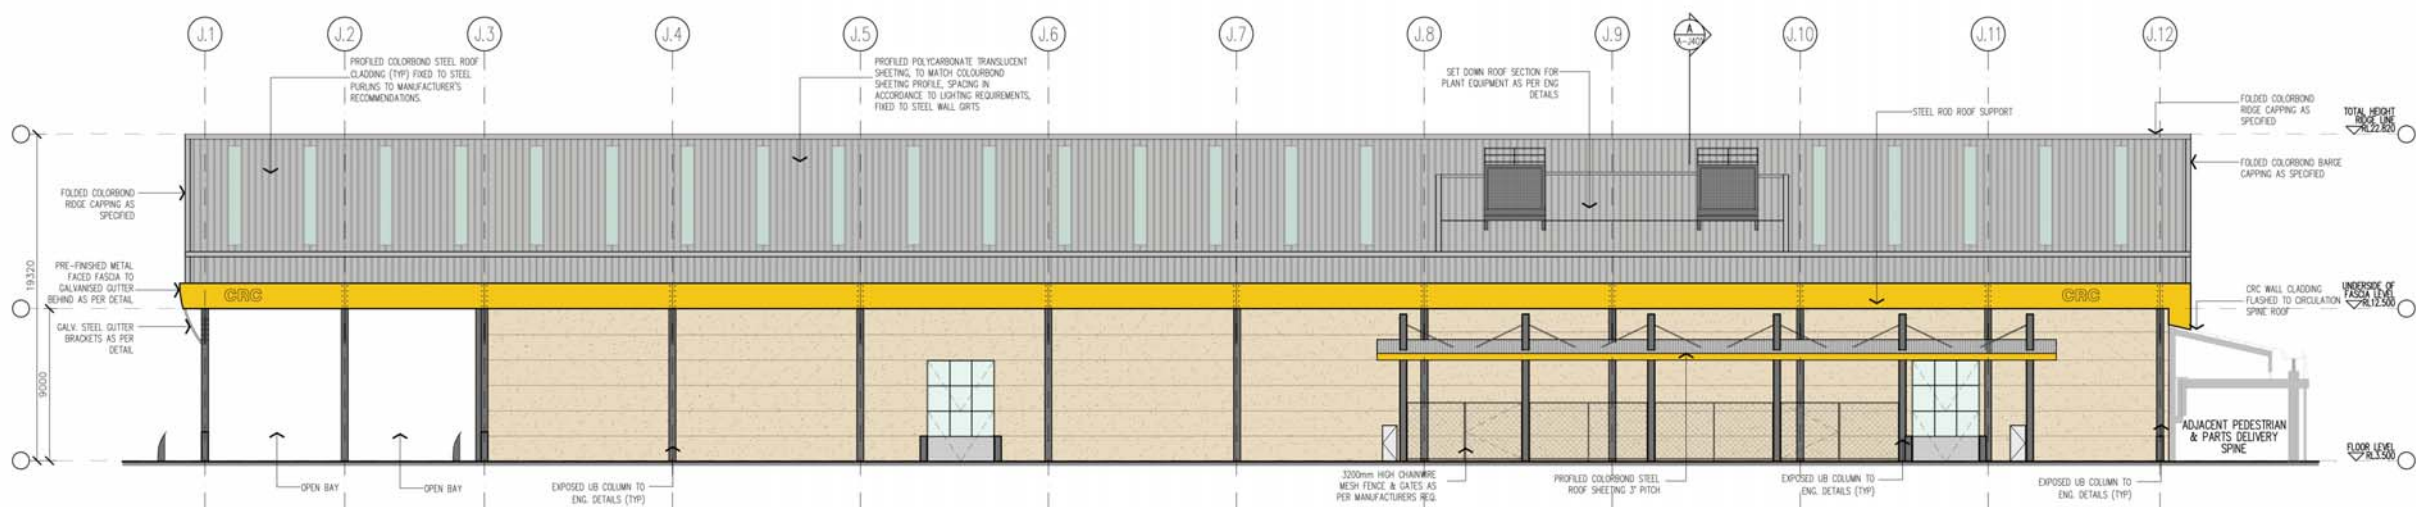 J.1
J.2
J.3
J.4
J.5
J.6
J.7
J.8
J.9
A
J.10
J.11
J.12
PROFILED COLORBOND STEEL ROOF
CLADDING (TYP) FIXED TO STEEL
PURLINS TO MANUFACTURER'S
RECOMMENDATIONS.
PROFILED POLYCARBONATE TRANSLUCENT
SHEETING, TO MATCH COLOURBOND
SHEETING PROFILE, SPACING IN
ACCORDANCE TO LIGHTING REQUIREMENTS,
FIXED TO STEEL WALL GIRTS
SET DOWN ROOF SECTION FOR
PLANT EQUIPMENT AS PER ENG
DETAILS
STEEL ROD ROOF SUPPORT
FOLDED COLORBOND
RIDGE CAPPING AS
SPECIFIED
TOTAL HEIGHT
RIDGE LINE
RL22.820
FOLDED COLORBOND BARGE
CAPPING AS SPECIFIED
FOLDED COLORBOND
RIDGE CAPPING AS
SPECIFIED
19320
PRE-FINISHED METAL
FACED FASCIA TO
GALVANISED GUTTER
BEHIND AS PER DETAIL
CRC
CRC
CRC WALL CLADDING
FLASHED TO CIRCULATION
SPINE ROOF
UNDERSIDE OF
FASCIA LEVEL
RL12.500
GALV. STEEL GUTTER
BRACKETS AS PER
DETAIL
9000
ADJACENT PEDESTRIAN
& PARTS DELIVERY
SPINE
FLOOR LEVEL
RL3.500
OPEN BAY
OPEN BAY
EXPOSED UB COLUMN TO
ENG. DETAILS (TYP)
3200mm HIGH CHAINWIRE
MESH FENCE & GATES AS
PER MANUFACTURERS REQ.
PROFILED COLORBOND STEEL
ROOF SHEETING 3° PITCH
EXPOSED UB COLUMN TO
ENG. DETAILS (TYP)
EXPOSED UB COLUMN TO
ENG. DETAILS (TYP)